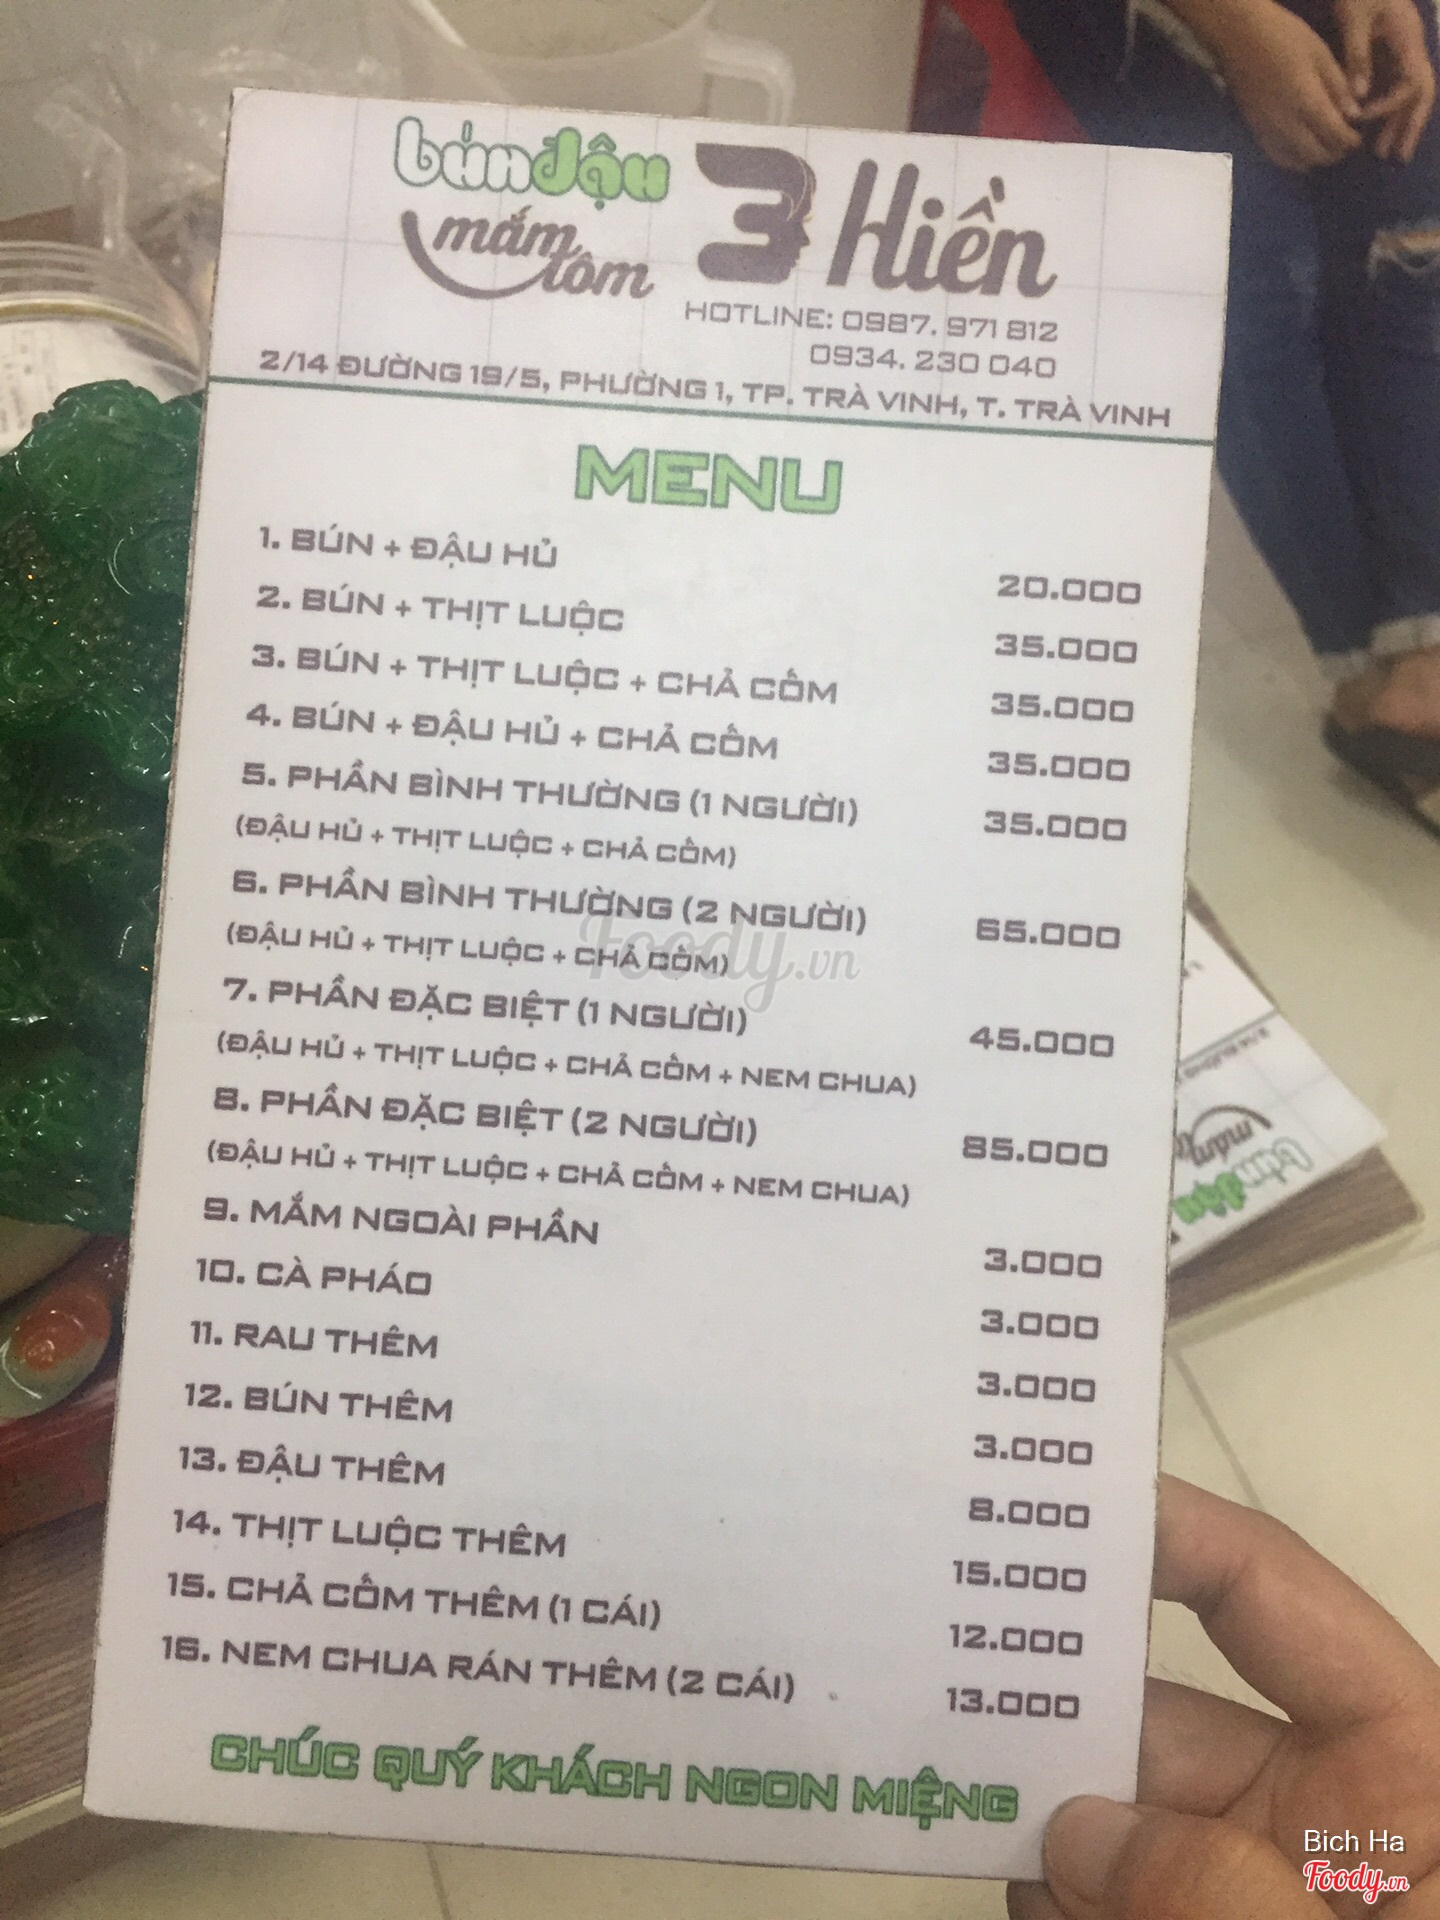 bún đậu
mắm tôm
3 Hiền
HOTLINE: 0987. 971 812
0934. 230 040
2/14 ĐƯỜNG 19/5, PHƯỜNG 1, TP. TRÀ VINH, T. TRÀ VINH
MENU
1. BÚN + ĐẬU HỦ 20.000
2. BÚN + THỊT LUỘC 35.000
3. BÚN + THỊT LUỘC + CHẢ CỐM 35.000
4. BÚN + ĐẬU HỦ + CHẢ CỐM 35.000
5. PHẦN BÌNH THƯỜNG (1 NGƯỜI) 35.000
(ĐẬU HỦ + THỊT LUỘC + CHẢ CỐM)
6. PHẦN BÌNH THƯỜNG (2 NGƯỜI) 65.000
(ĐẬU HỦ + THỊT LUỘC + CHẢ CỐM)
7. PHẦN ĐẶC BIỆT (1 NGƯỜI) 45.000
(ĐẬU HỦ + THỊT LUỘC + CHẢ CỐM + NEM CHUA)
8. PHẦN ĐẶC BIỆT (2 NGƯỜI) 85.000
(ĐẬU HỦ + THỊT LUỘC + CHẢ CỐM + NEM CHUA)
9. MẮM NGOÀI PHẦN 3.000
10. CÀ PHÁO 3.000
11. RAU THÊM 3.000
12. BÚN THÊM 3.000
13. ĐẬU THÊM 8.000
14. THỊT LUỘC THÊM 15.000
15. CHẢ CỐM THÊM (1 CÁI) 12.000
16. NEM CHUA RÁN THÊM (2 CÁI) 13.000
CHÚC QUÝ KHÁCH NGON MIỆNG
Foody.vn
bún đậu
mắm
Bich Ha
Foody.vn